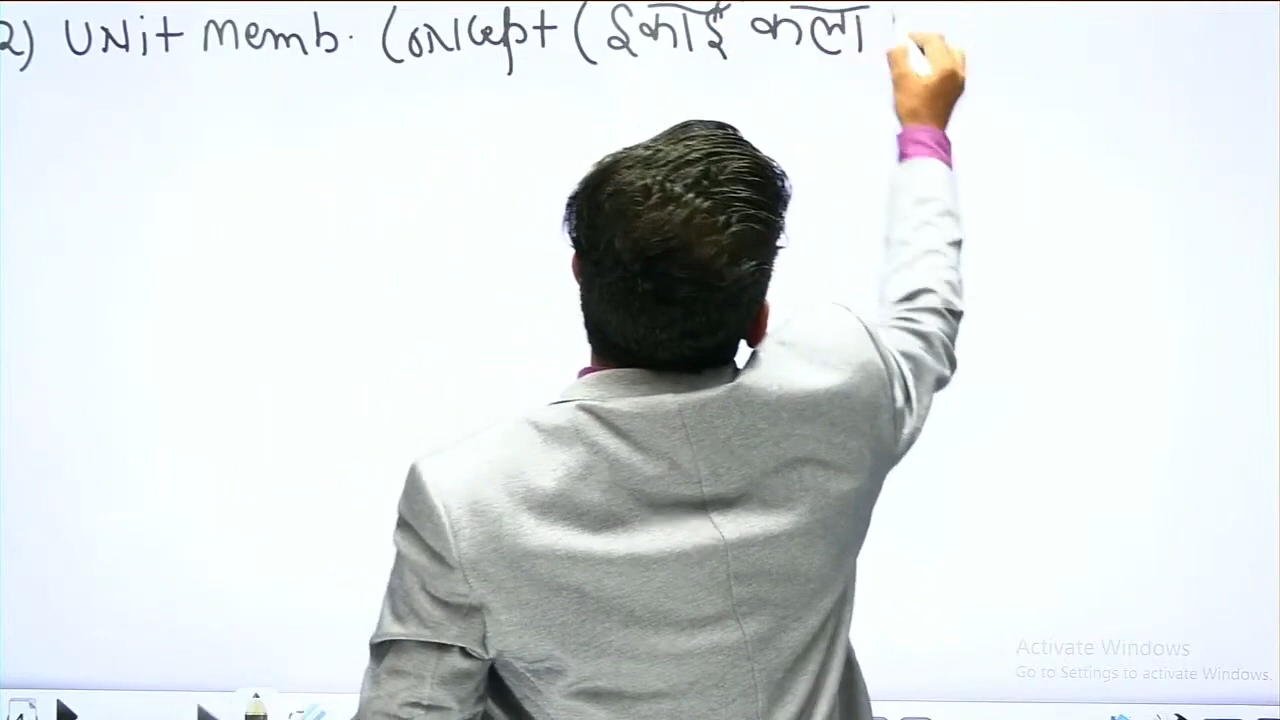 2) UNit memb. Concept ( इकाई कला
Activate Windows
Go to Settings to activate Windows.